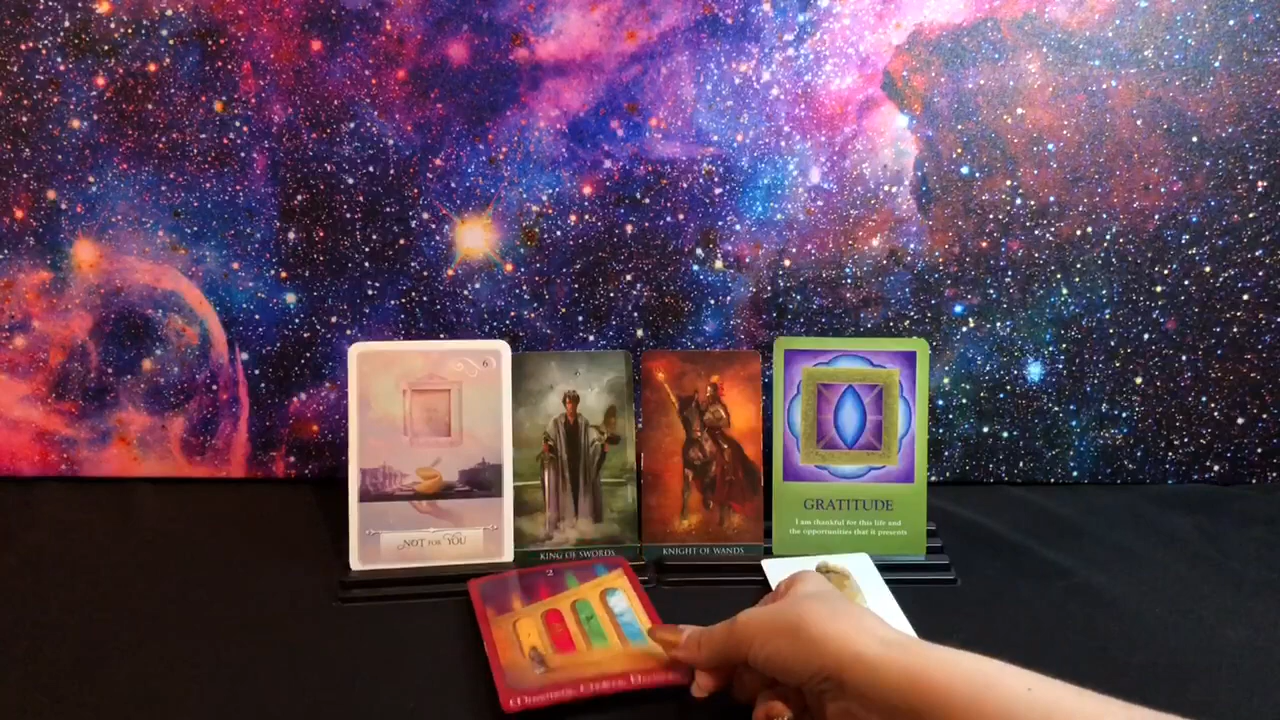 6
NOT FOR YOU
KING OF SWORDS
KNIGHT OF WANDS
GRATITUDE
I am thankful for this life and
the opportunities that it presents
2